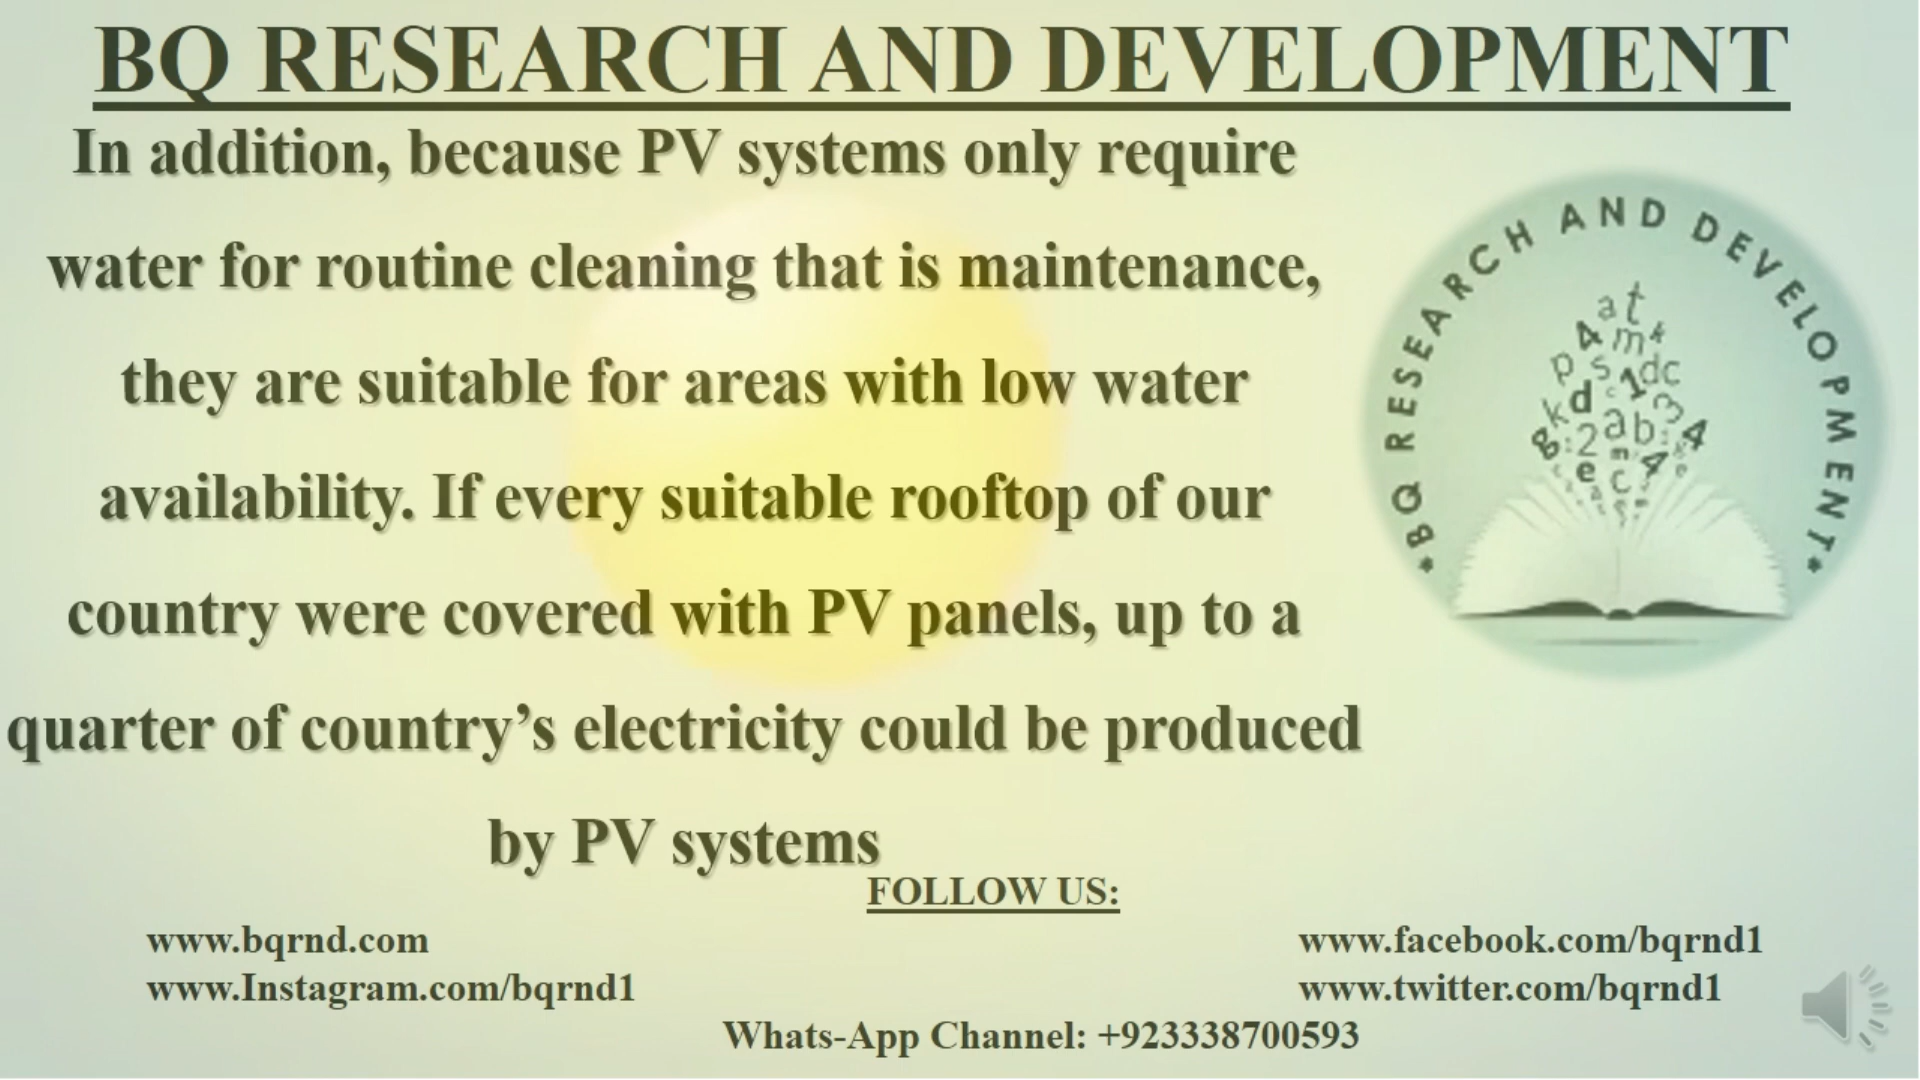 BQ RESEARCH AND DEVELOPMENT
In addition, because PV systems only require
water for routine cleaning that is maintenance,
they are suitable for areas with low water
availability. If every suitable rooftop of our
country were covered with PV panels, up to a
quarter of country’s electricity could be produced
by PV systems
BQ RESEARCH AND DEVELOPMENT
FOLLOW US:
www.bqrnd.com
www.facebook.com/bqrnd1
www.Instagram.com/bqrnd1
www.twitter.com/bqrnd1
Whats-App Channel: +923338700593